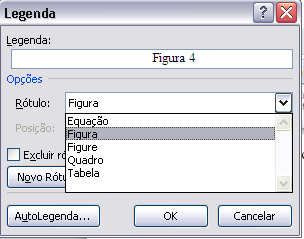 Legenda
Legenda:
Figura 4
Opções
Rótulo: Figura
Equação
Posição: Figura
Figure
Excluir ró Quadro
Tabela
Novo Rótu
AutoLegenda... OK Cancelar